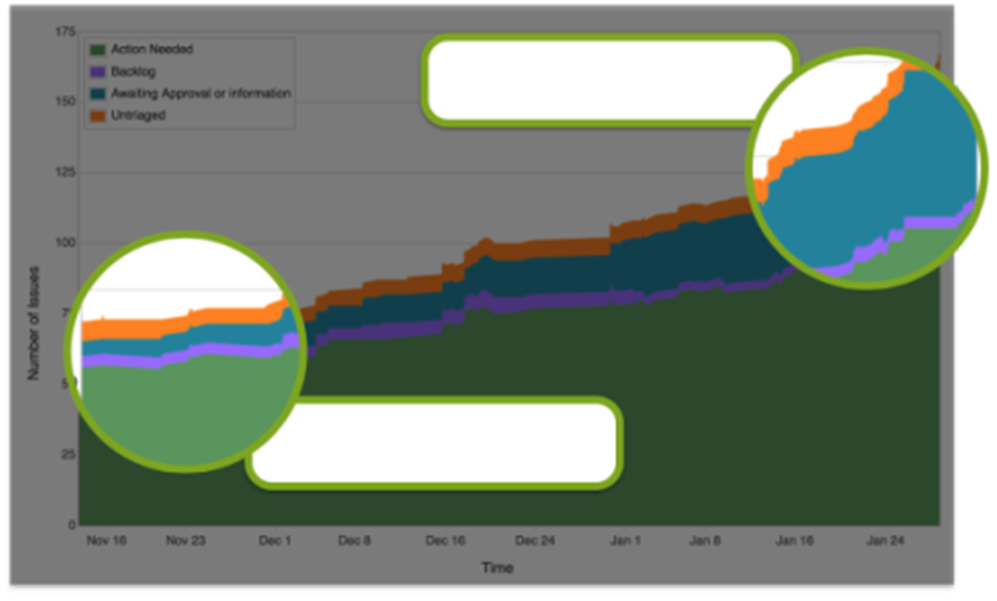 175
Action Needed
Backlog
150
Awaiting Approval or information
Untriaged
125
100
Number of Issues
25
0
Nov 16 Nov 23 Dec 1 Dec 8 Dec 16 Dec 24 Jan 1 Jan 8 Jan 16 Jan 24
Time